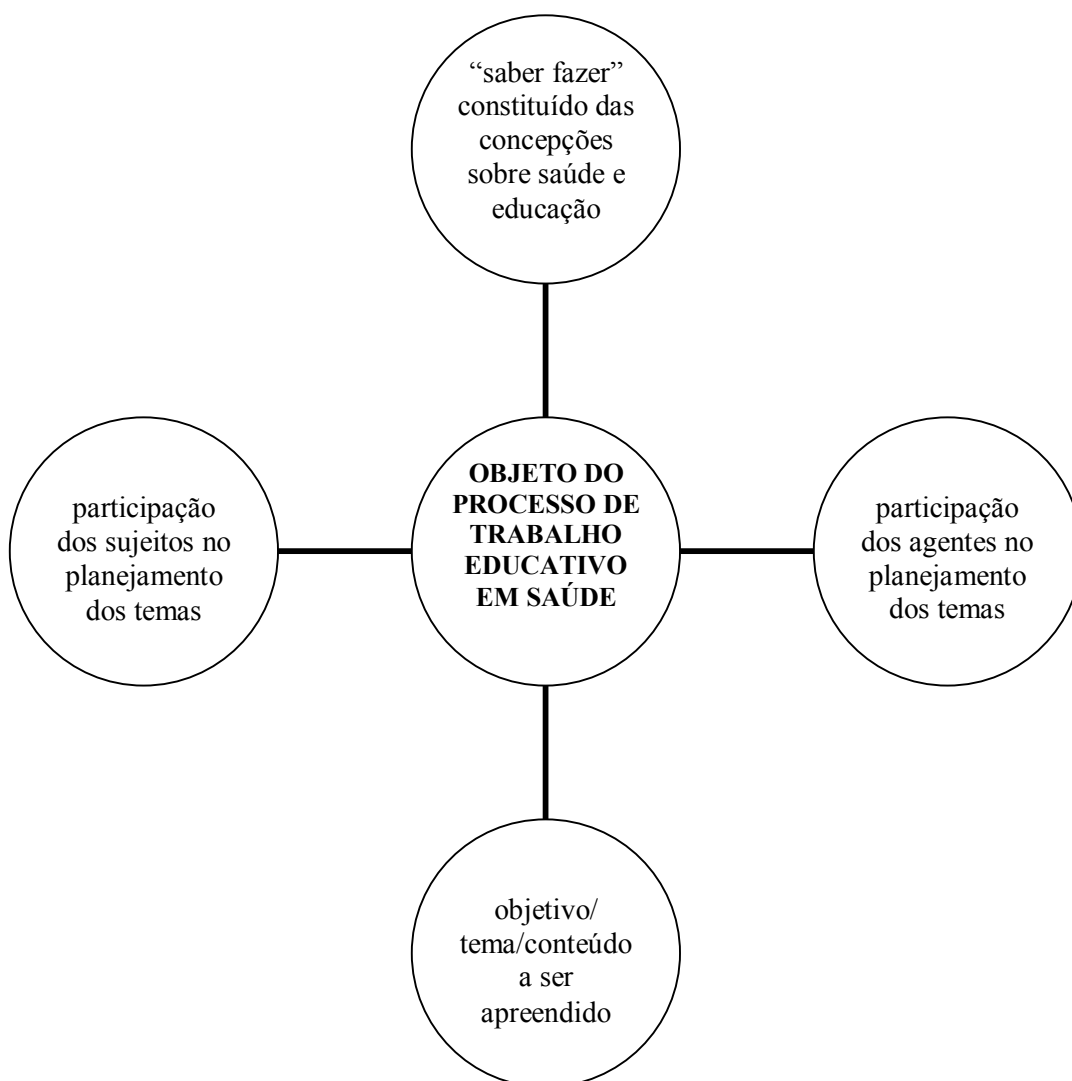 “saber fazer”
constituído das
concepções
sobre saúde e
educação
participação
dos sujeitos no
planejamento
dos temas
OBJETO DO
PROCESSO DE
TRABALHO
EDUCATIVO
EM SAÚDE
participação
dos agentes no
planejamento
dos temas
objetivo/
tema/conteúdo
a ser
apreendido